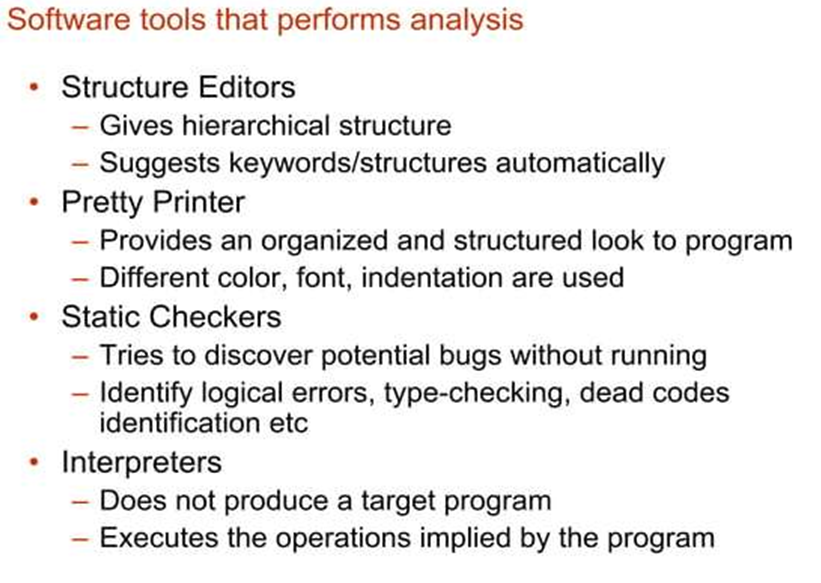 Software tools that performs analysis
• Structure Editors
– Gives hierarchical structure
– Suggests keywords/structures automatically
• Pretty Printer
– Provides an organized and structured look to program
– Different color, font, indentation are used
• Static Checkers
– Tries to discover potential bugs without running
– Identify logical errors, type-checking, dead codes
identification etc
• Interpreters
– Does not produce a target program
– Executes the operations implied by the program